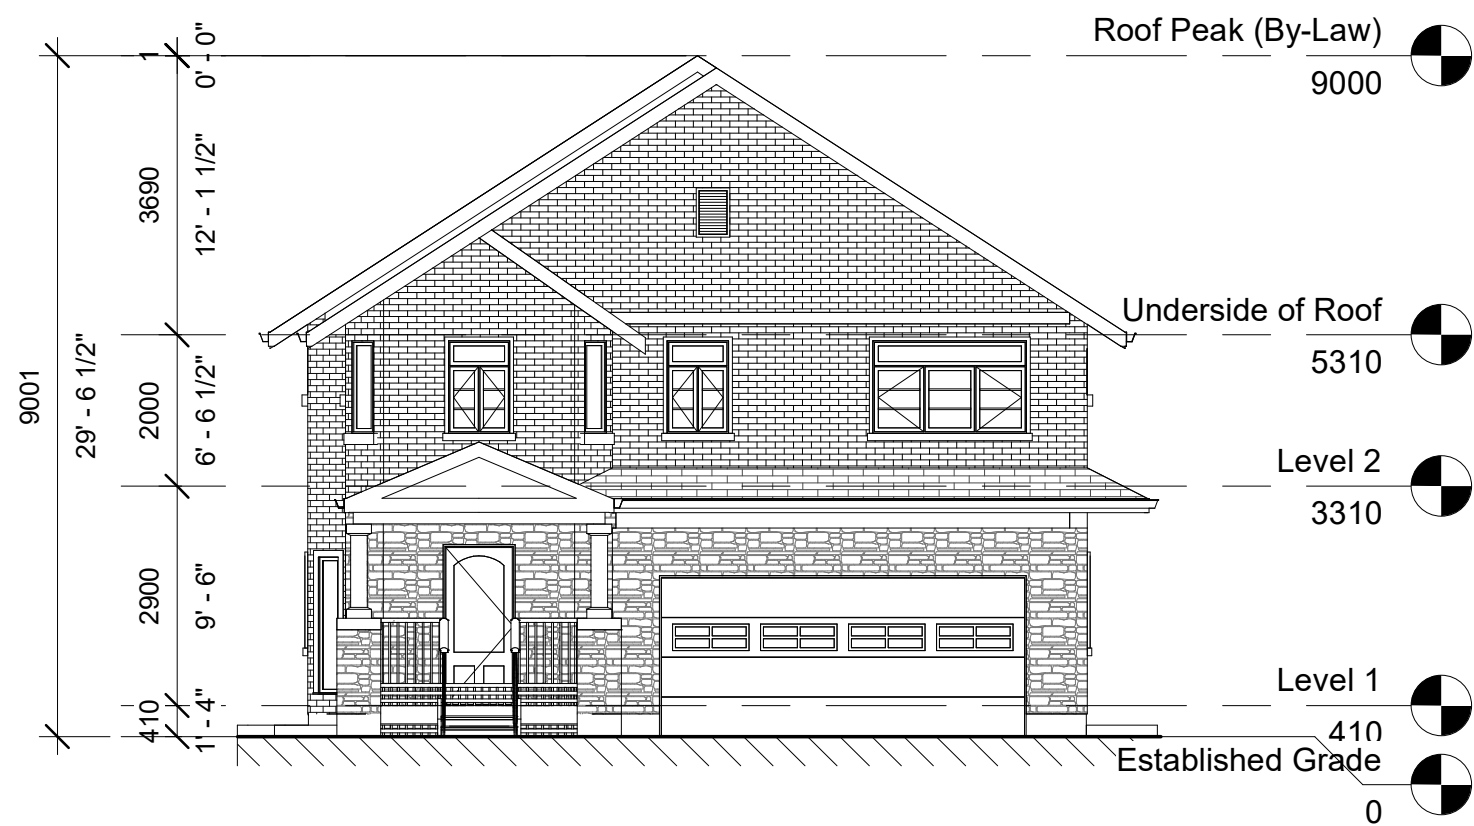 Roof Peak (By-Law)
9000
Underside of Roof
5310
Level 2
3310
Level 1
410
Established Grade
0
1
0' - 0"
3690
12' - 1 1/2"
2000
6' - 6 1/2"
2900
9' - 6"
410
1' - 4"
9001
29' - 6 1/2"